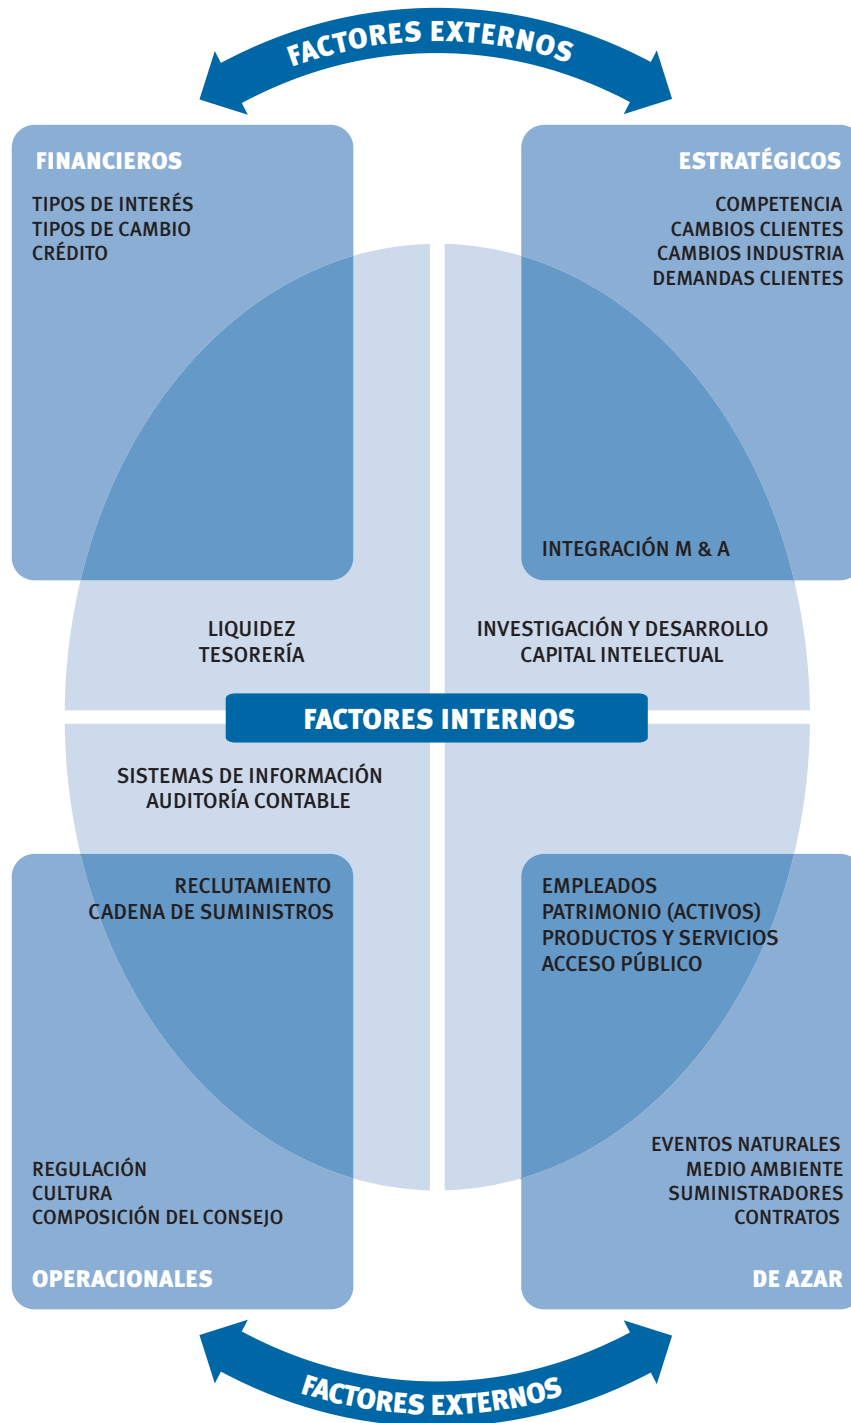 FACTORES EXTERNOS
FINANCIEROS
TIPOS DE INTERÉS
TIPOS DE CAMBIO
CRÉDITO
ESTRATÉGICOS
COMPETENCIA
CAMBIOS CLIENTES
CAMBIOS INDUSTRIA
DEMANDAS CLIENTES
INTEGRACIÓN M & A
LIQUIDEZ
TESORERÍA
INVESTIGACIÓN Y DESARROLLO
CAPITAL INTELECTUAL
FACTORES INTERNOS
SISTEMAS DE INFORMACIÓN
AUDITORÍA CONTABLE
RECLUTAMIENTO
CADENA DE SUMINISTROS
EMPLEADOS
PATRIMONIO (ACTIVOS)
PRODUCTOS Y SERVICIOS
ACCESO PÚBLICO
REGULACIÓN
CULTURA
COMPOSICIÓN DEL CONSEJO
OPERACIONALES
EVENTOS NATURALES
MEDIO AMBIENTE
SUMINISTRADORES
CONTRATOS
DE AZAR
FACTORES EXTERNOS